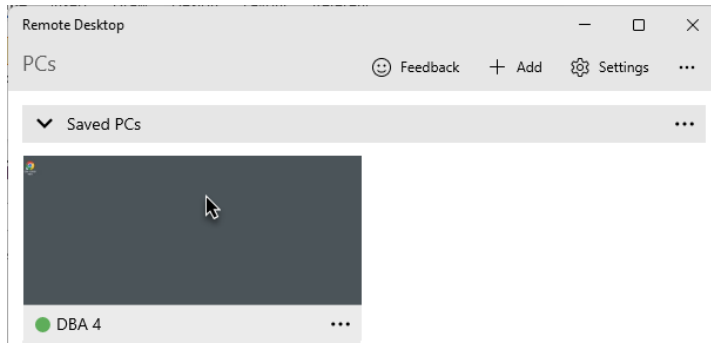 Remote Desktop
PCs
Feedback
Add
Settings
Saved PCs
DBA 4